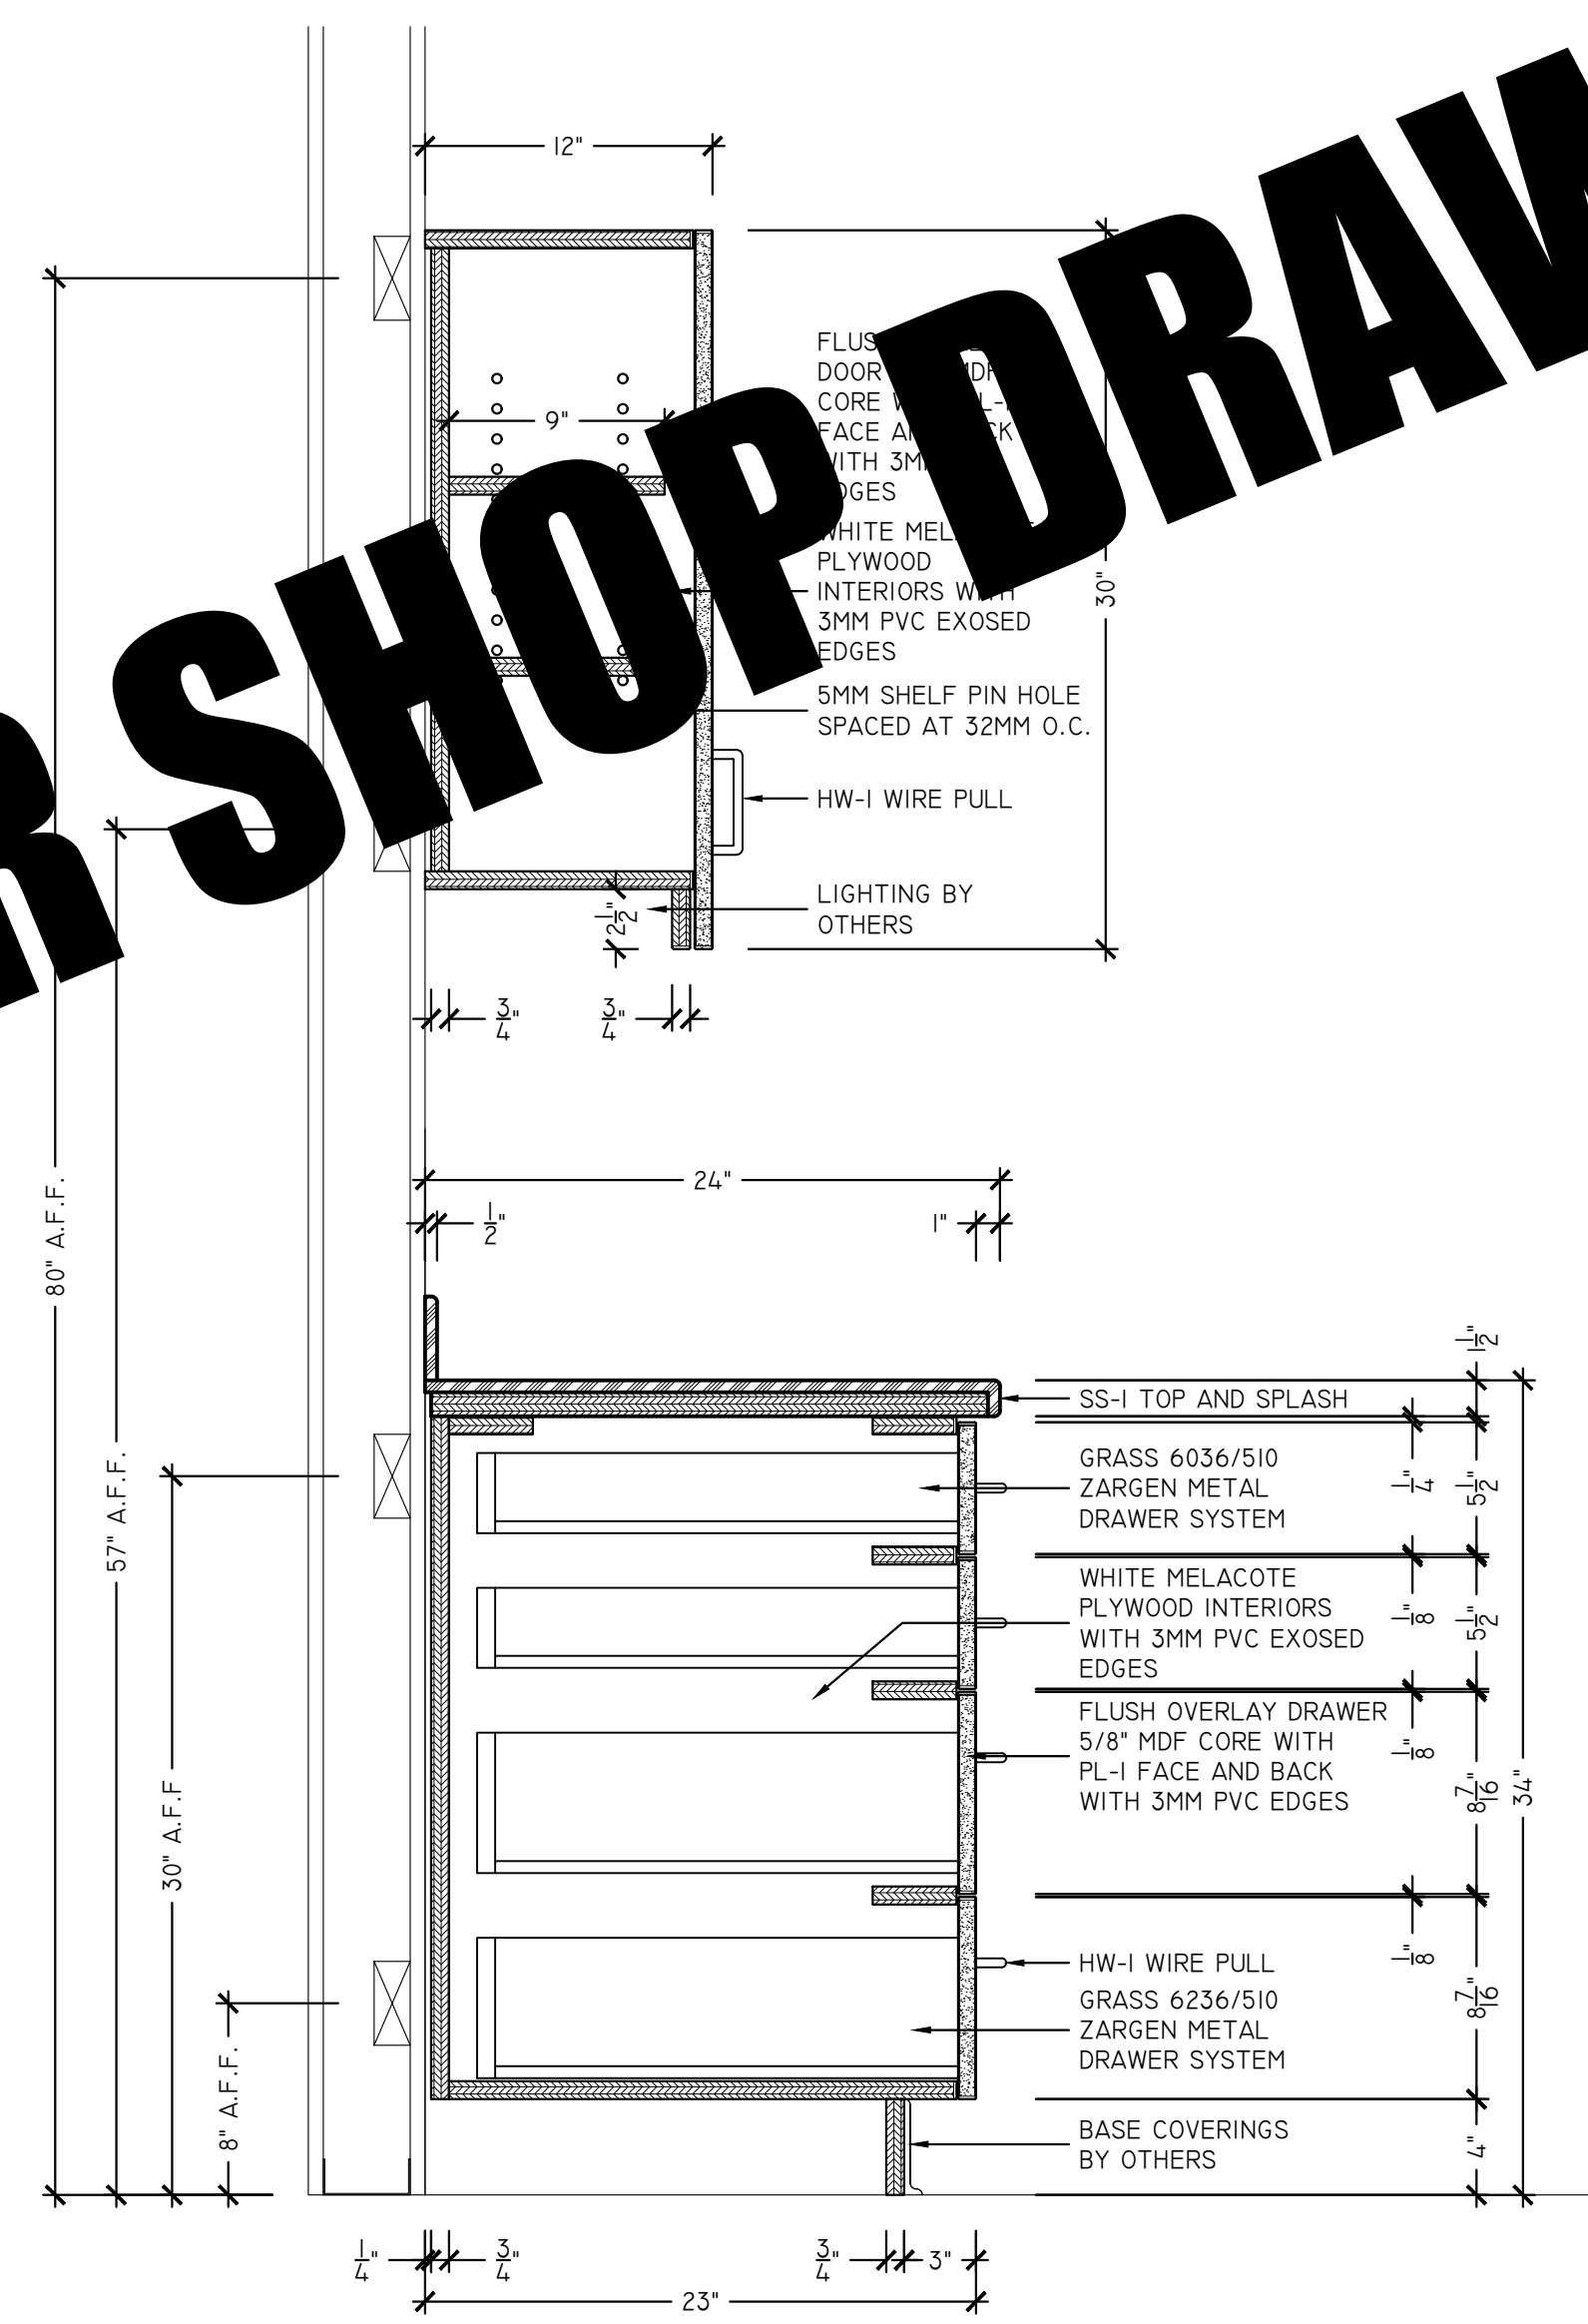 12"
FLUS
DOOR
CORE
FACE
9"
EDGES
WHITE
PLYWOOD
INTERIORS
3MM PVC EXOSED
EDGES
30"
5MM SHELF PIN HOLE
SPACED AT 32MM O.C.
HW-1 WIRE PULL
LIGHTING BY
OTHERS
2 1/2"
3/4"
3/4"
SHOP
24"
1/2"
1"
80" A.F.F.
57" A.F.F.
30" A.F.F
8" A.F.F.
SS-1 TOP AND SPLASH
GRASS 6036/510
ZARGEN METAL
DRAWER SYSTEM
WHITE MELACOTE
PLYWOOD INTERIORS
WITH 3MM PVC EXOSED
EDGES
FLUSH OVERLAY DRAWER
5/8" MDF CORE WITH
PL-1 FACE AND BACK
WITH 3MM PVC EDGES
HW-1 WIRE PULL
GRASS 6236/510
ZARGEN METAL
DRAWER SYSTEM
BASE COVERINGS
BY OTHERS
1 1/2"
1/4"
5 1/2"
1/8"
5 1/2"
1/8"
8 7/16"
34"
1/8"
8 7/16"
4"
1/4"
3/4"
3/4"
3"
23"